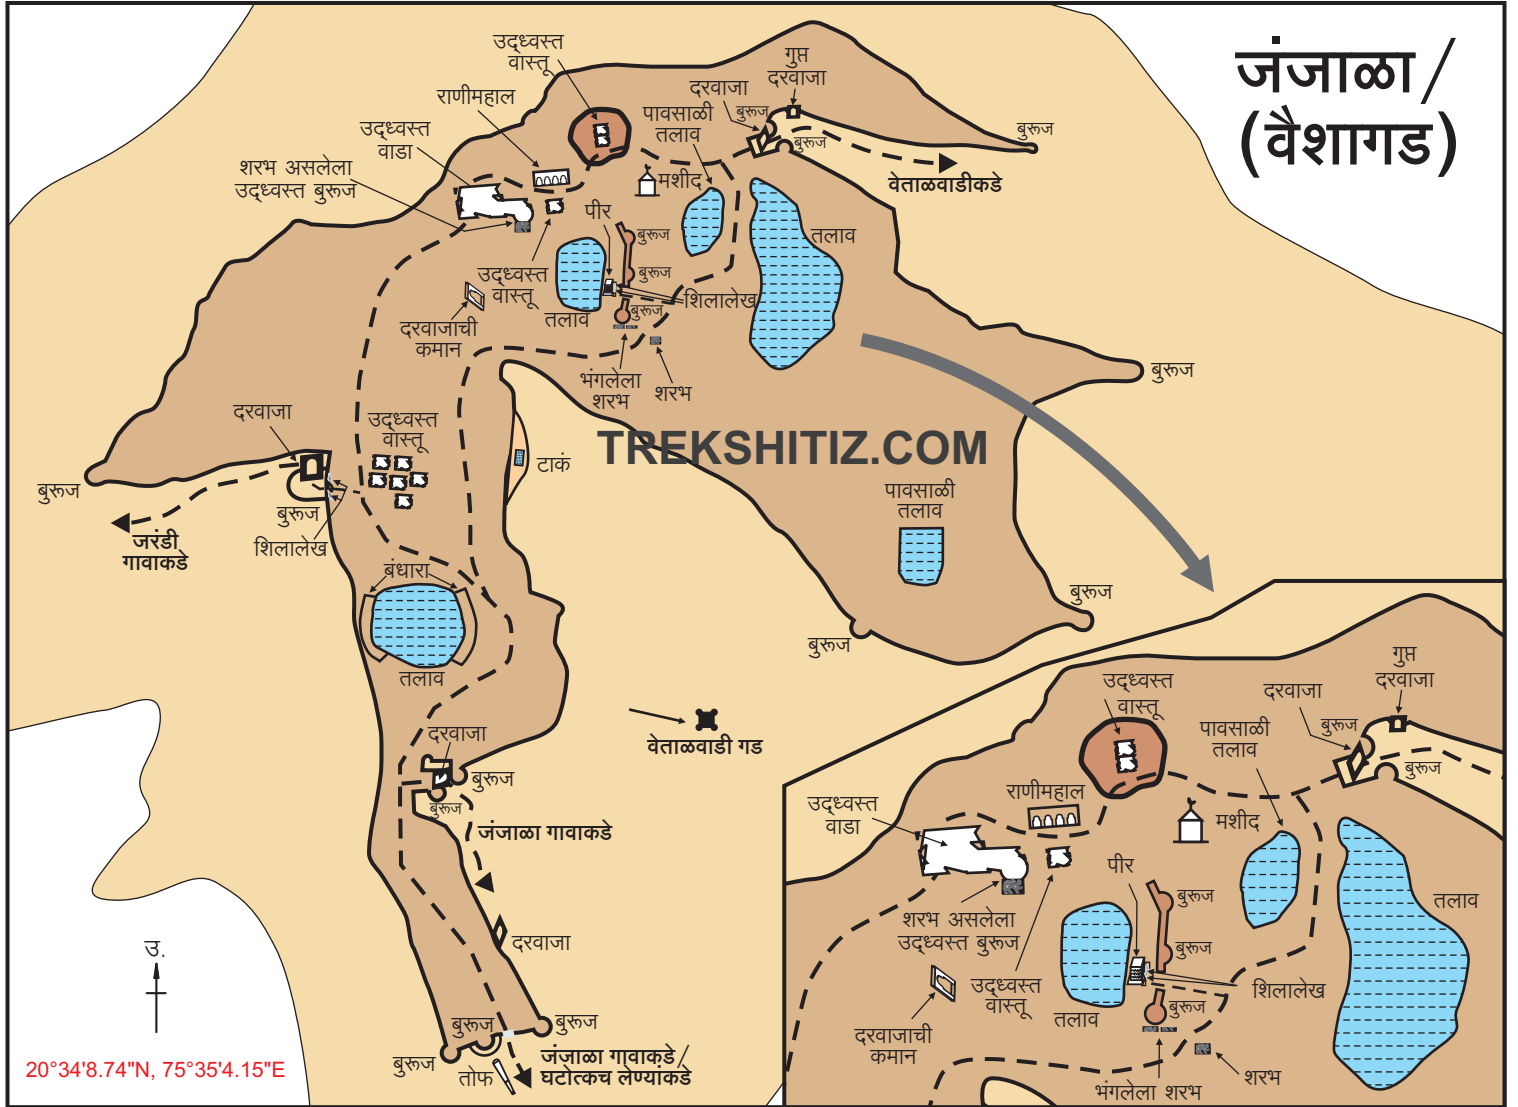 जंजाळा /
(वैशागड)
उद्ध्वस्त
वास्तू
गुप्त
दरवाजा
दरवाजा
बुरूज
बुरूज
बुरूज
राणीमहाल
पावसाळी
तलाव
उद्ध्वस्त
वाडा
शरभ असलेला
उद्ध्वस्त बुरूज
मशीद
वेताळवाडीकडे
पीर
बुरूज
तलाव
बुरूज
उद्ध्वस्त
वास्तू
शिलालेख
बुरूज
तलाव
दरवाजाची
कमान
भंगलेला
शरभ
शरभ
बुरूज
दरवाजा
उद्ध्वस्त
वास्तू
TREKSHITIZ.COM
टाकं
बुरूज
बुरूज
पावसाळी
तलाव
जरंडी
गावाकडे
शिलालेख
बंधारा
तलाव
बुरूज
बुरूज
वेताळवाडी गड
दरवाजा
बुरूज
बुरूज
जंजाळा गावाकडे
दरवाजा
उ.
बुरूज
बुरूज
बुरूज
तोफ
जंजाळा गावाकडे /
घटोत्कच लेण्यांकडे
20°34'8.74"N, 75°35'4.15"E
गुप्त
दरवाजा
उद्ध्वस्त
वास्तू
दरवाजा
बुरूज
पावसाळी
तलाव
बुरूज
राणीमहाल
उद्ध्वस्त
वाडा
मशीद
पीर
बुरूज
तलाव
शरभ असलेला
उद्ध्वस्त बुरूज
बुरूज
उद्ध्वस्त
वास्तू
शिलालेख
बुरूज
तलाव
दरवाजाची
कमान
शरभ
भंगलेला शरभ